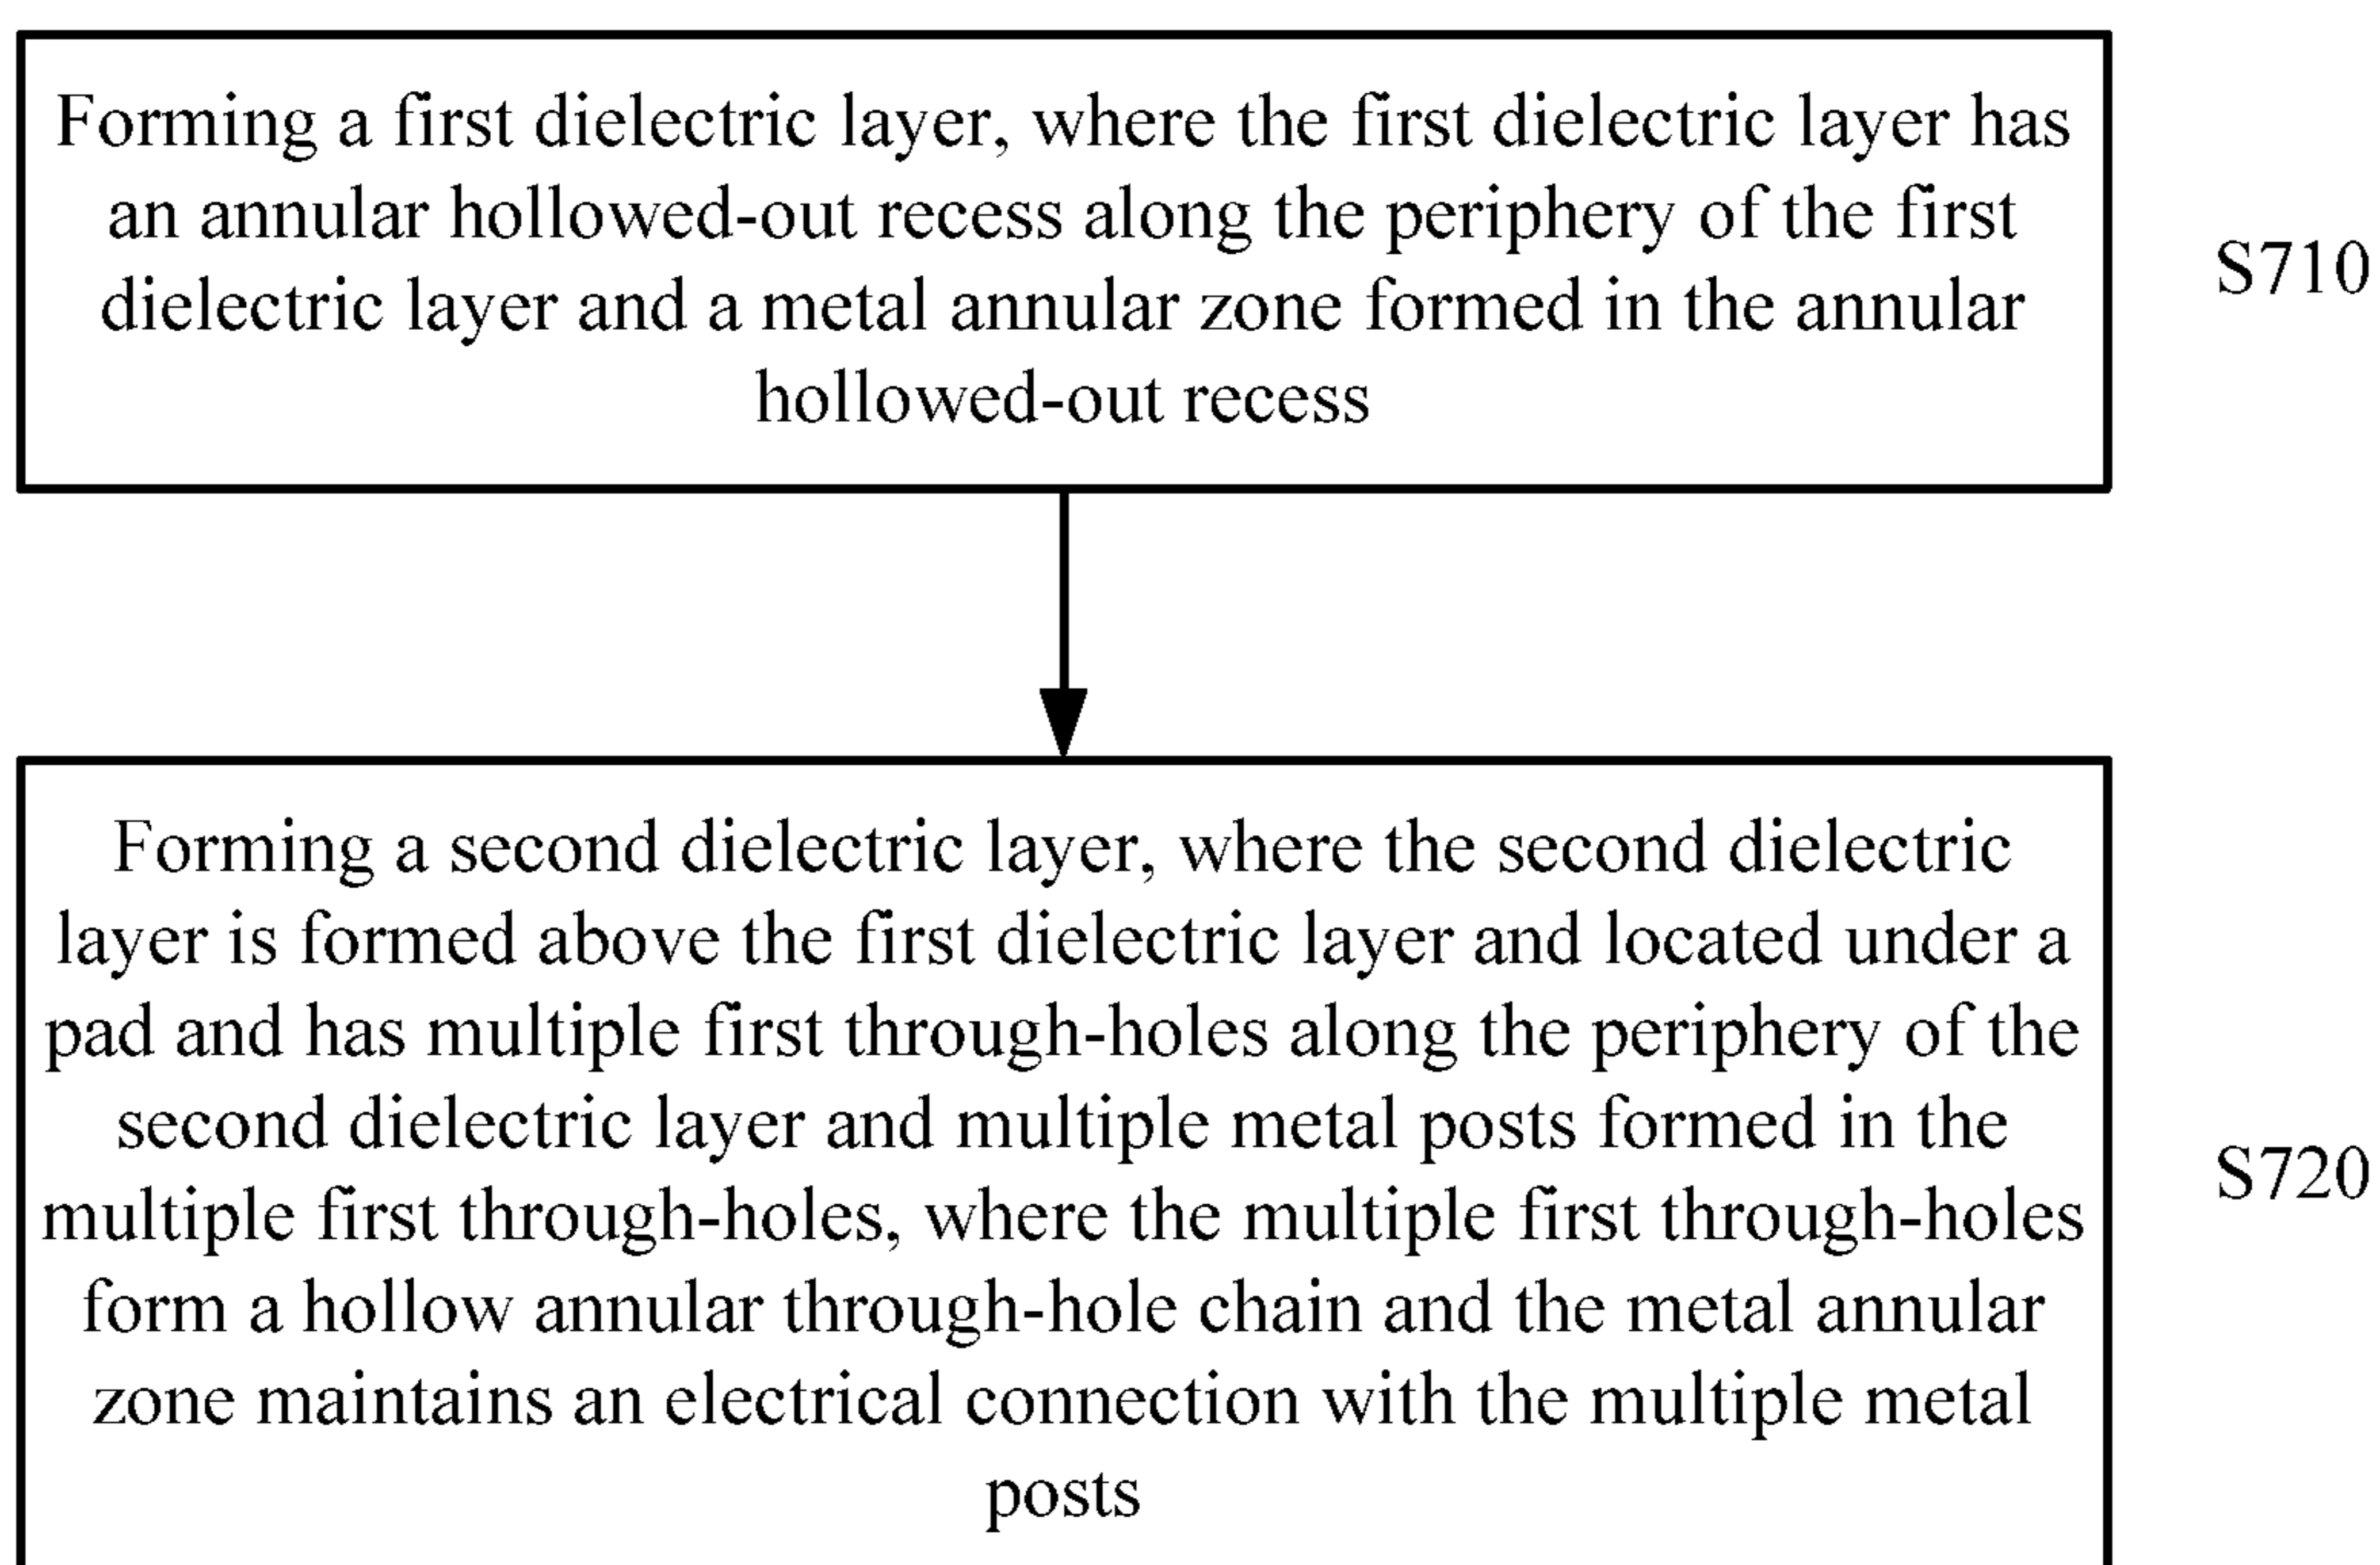 Forming a first dielectric layer, where the first dielectric layer has
an annular hollowed-out recess along the periphery of the first
dielectric layer and a metal annular zone formed in the annular
hollowed-out recess
S710
Forming a second dielectric layer, where the second dielectric
layer is formed above the first dielectric layer and located under a
pad and has multiple first through-holes along the periphery of the
second dielectric layer and multiple metal posts formed in the
multiple first through-holes, where the multiple first through-holes
form a hollow annular through-hole chain and the metal annular
zone maintains an electrical connection with the multiple metal
posts
S720